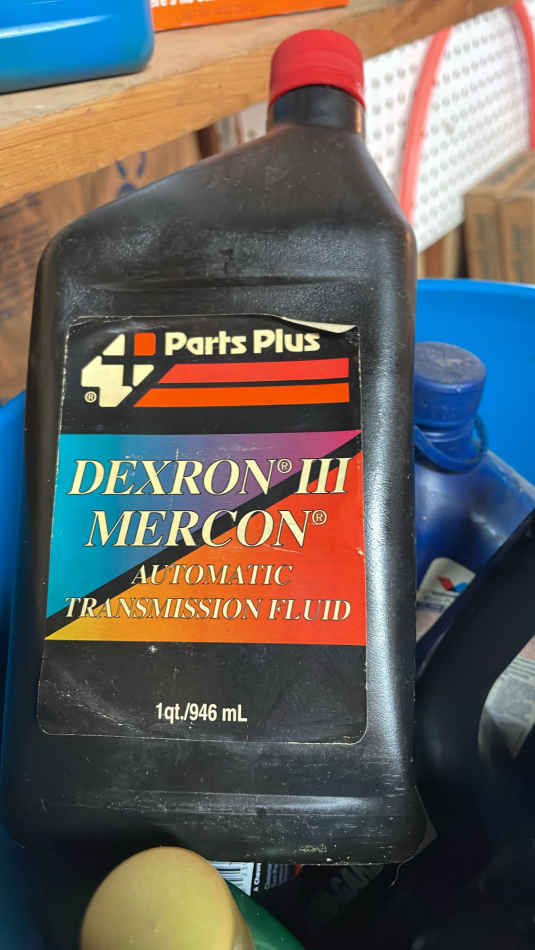 Parts Plus
®
DEXRON® III
MERCON®
AUTOMATIC
TRANSMISSION FLUID
1qt./946 mL